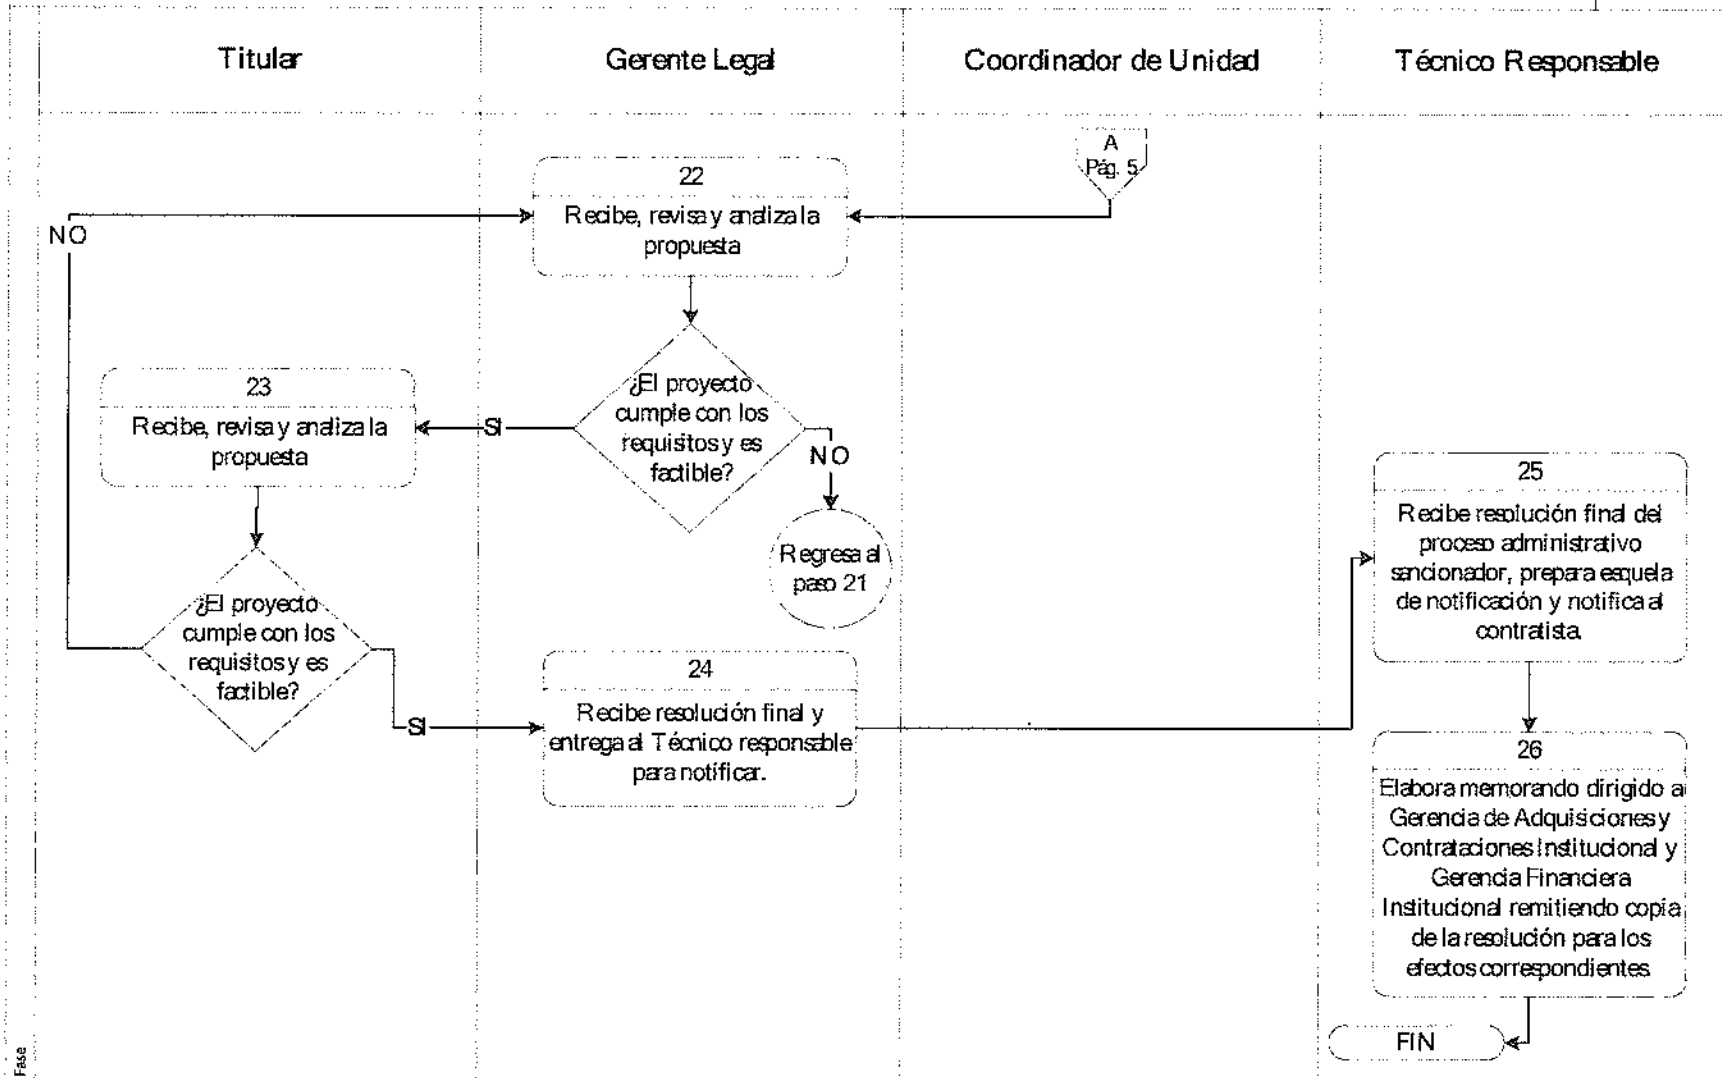 Titular
Gerente Legal
Coordinador de Unidad
Técnico Responsable
A
Pág. 5
22
Recibe, revisa y analiza la
propuesta
NO
¿El proyecto
cumple con los
requisitos y es
factible?
SI
NO
Regresa al
paso 21
23
Recibe, revisa y analiza la
propuesta
¿El proyecto
cumple con los
requisitos y es
factible?
SI
24
Recibe resolución final y
entrega al Técnico responsable
para notificar.
25
Recibe resolución final del
proceso administrativo
sancionador, prepara esquela
de notificación y notifica al
contratista.
26
Elabora memorando dirigido a
Gerencia de Adquisiciones y
Contrataciones Institucional y
Gerencia Financiera
Institucional remitiendo copia
de la resolución para los
efectos correspondientes.
FIN
Fase